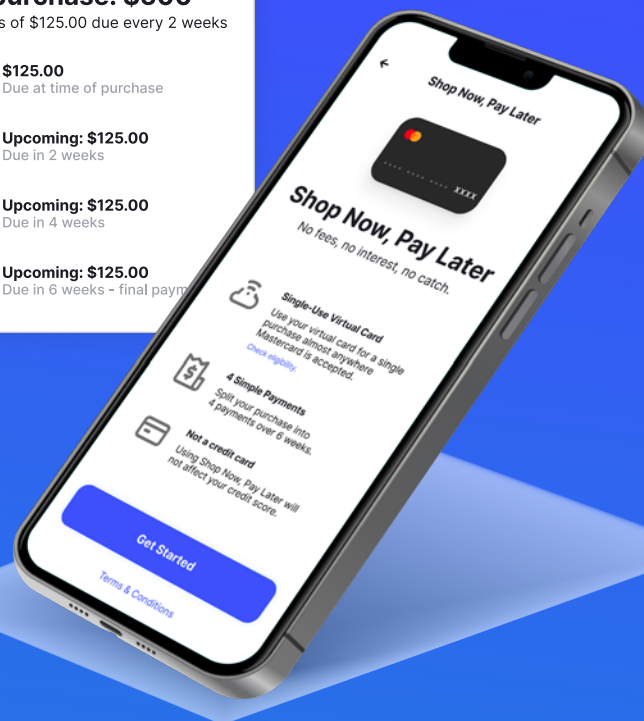 urchase: $500
s of $125.00 due every 2 weeks
$125.00
Due at time of purchase
Upcoming: $125.00
Due in 2 weeks
Upcoming: $125.00
Due in 4 weeks
Upcoming: $125.00
Due in 6 weeks - final paym
Shop Now, Pay Later
XXXX
Shop Now, Pay Later
No fees, no interest, no catch.
Single-Use Virtual Card
Use your virtual card for a single
purchase almost anywhere
Mastercard is accepted.
Check eligibility.
4 Simple Payments
Split your purchase into
4 payments over 6 weeks.
Not a credit card
Using Shop Now, Pay Later will
not affect your credit score.
Get Started
Terms & Conditions